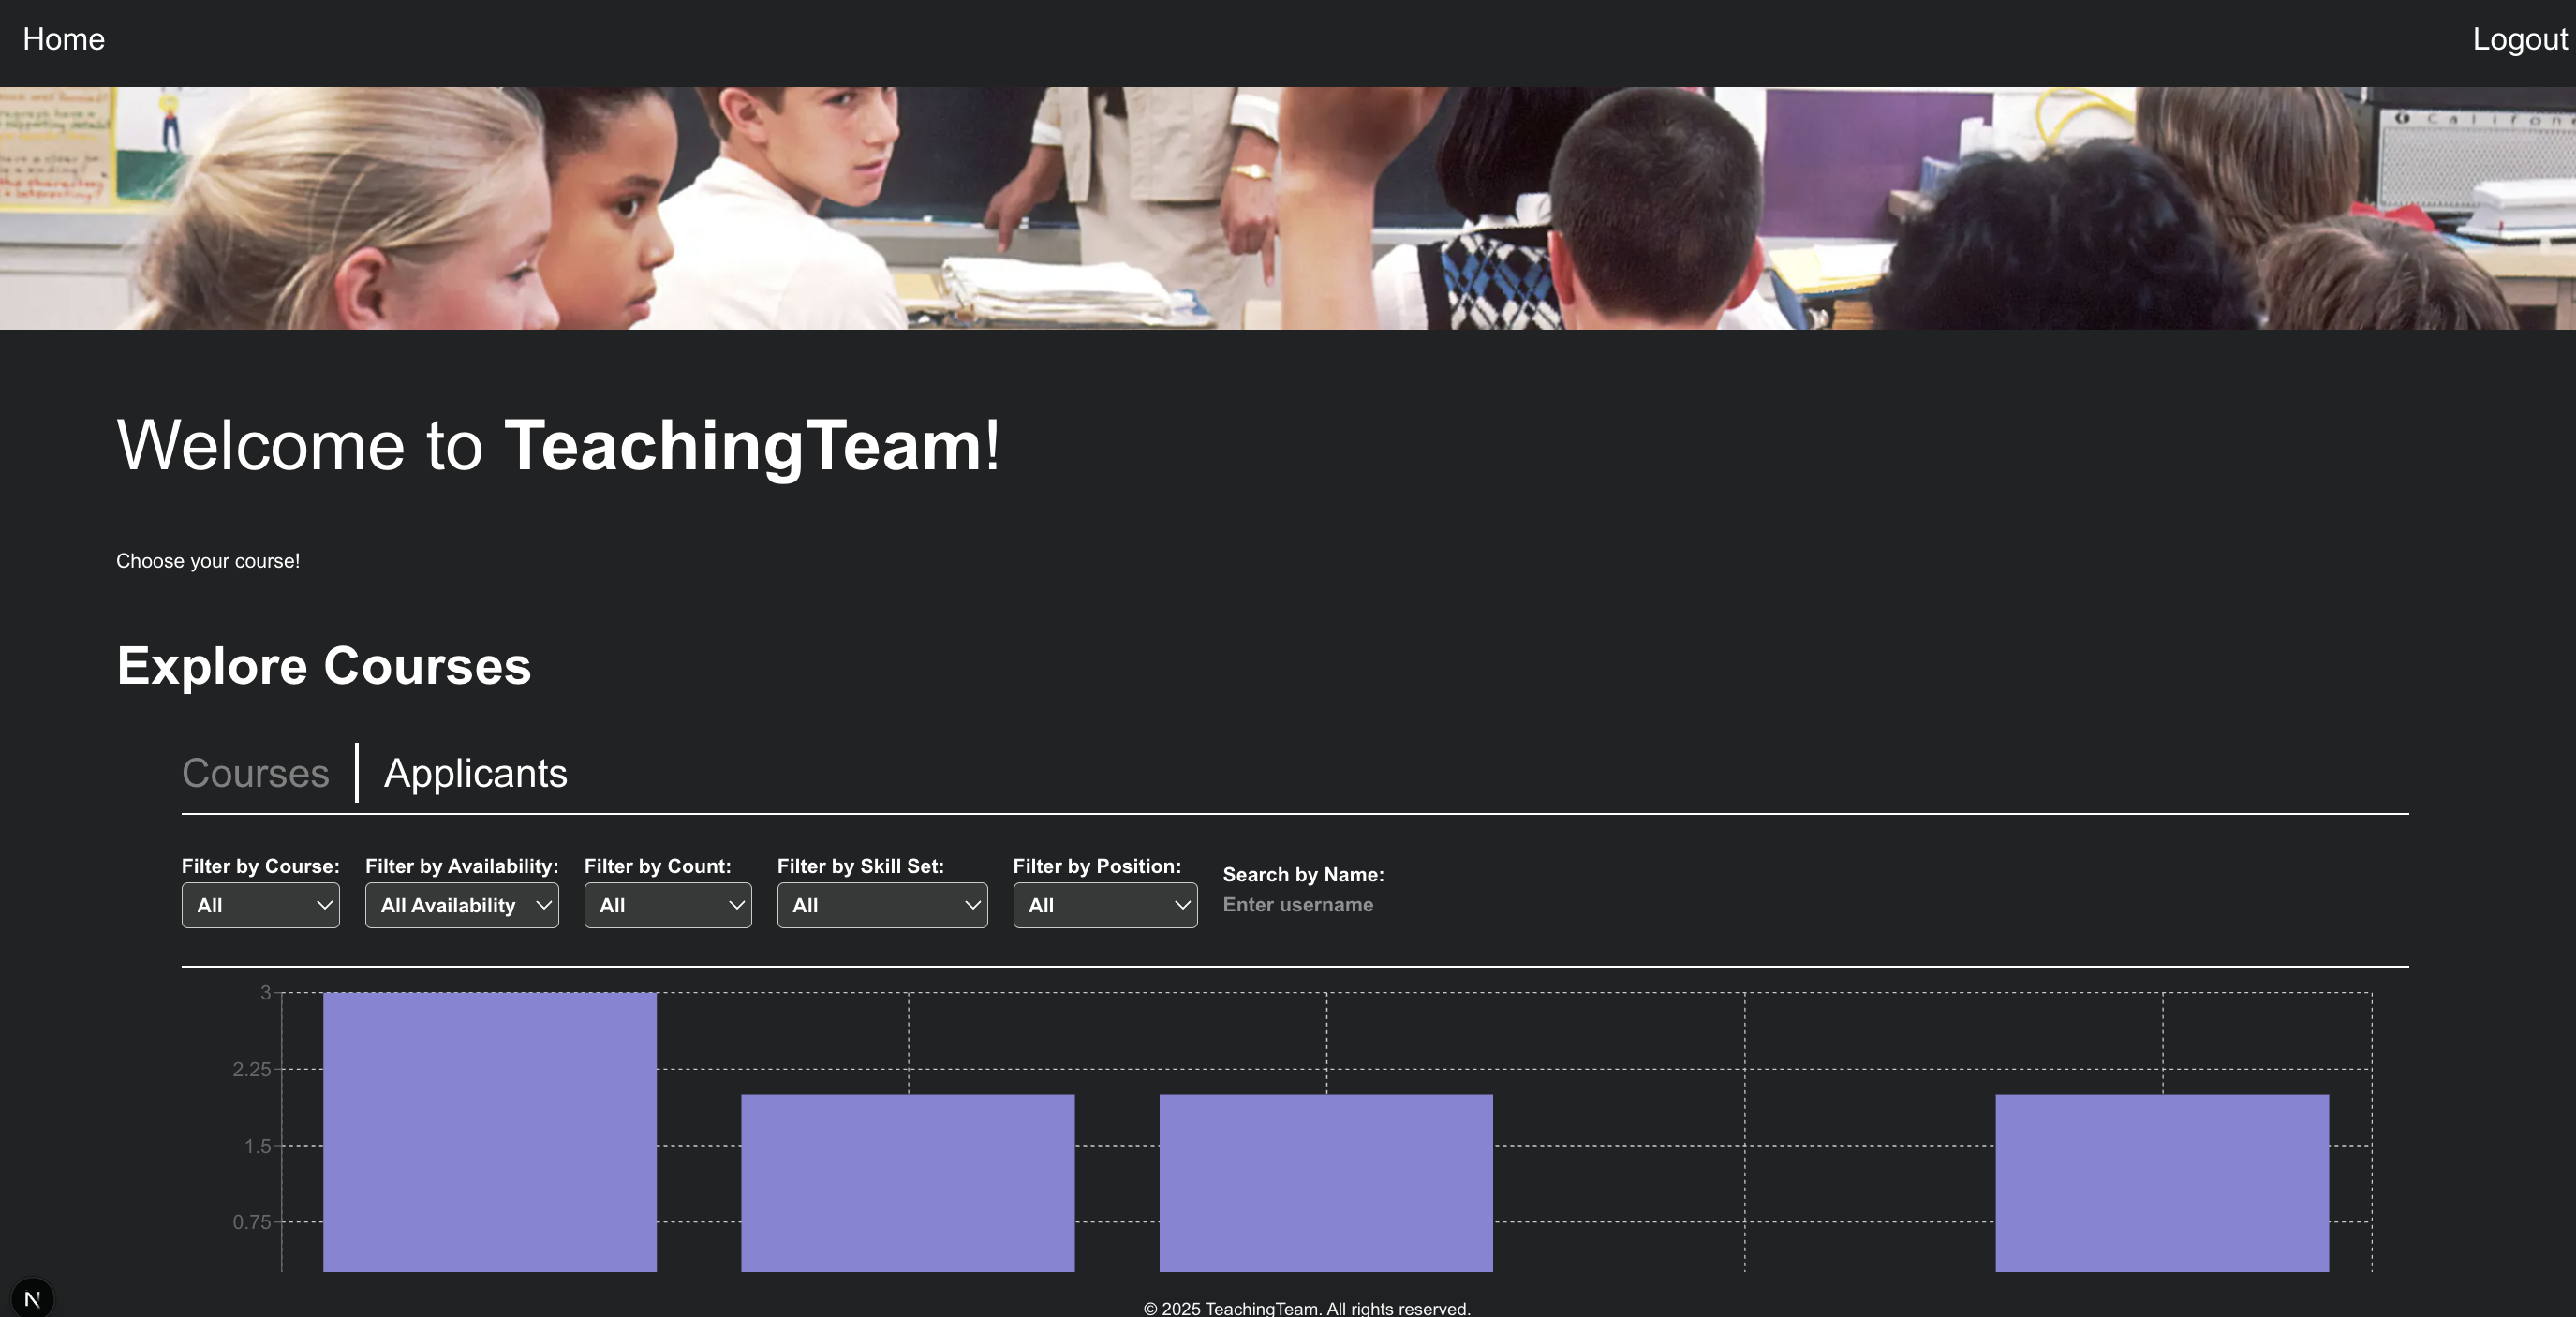 Home
Logout
Califone
Welcome to TeachingTeam!
Choose your course!
Explore Courses
Courses
Applicants
Filter by Course:
Filter by Availability:
Filter by Count:
Filter by Skill Set:
Filter by Position:
Search by Name:
All
All Availability
All
All
All
Enter username
3
2.25
1.5
0.75
N
© 2025 TeachingTeam. All rights reserved.